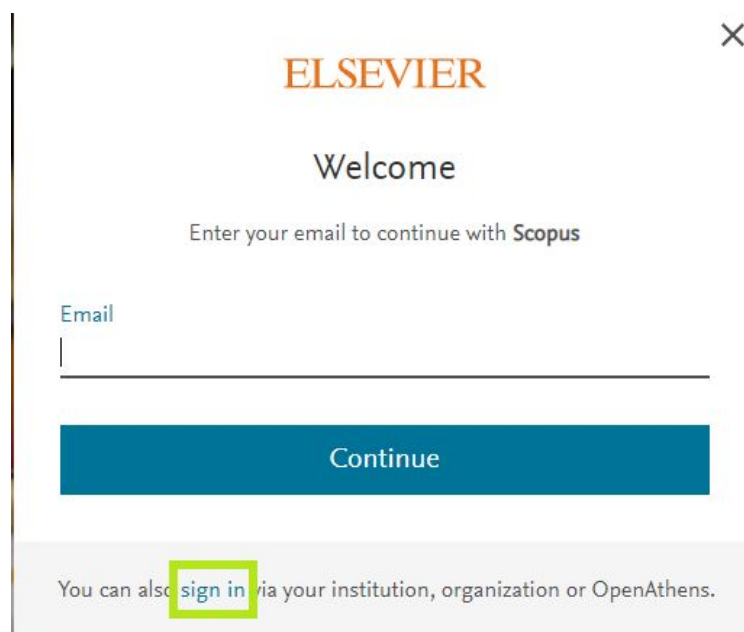 ELSEVIER
Welcome
Enter your email to continue with Scopus
Email
Continue
You can also sign in via your institution, organization or OpenAthens.